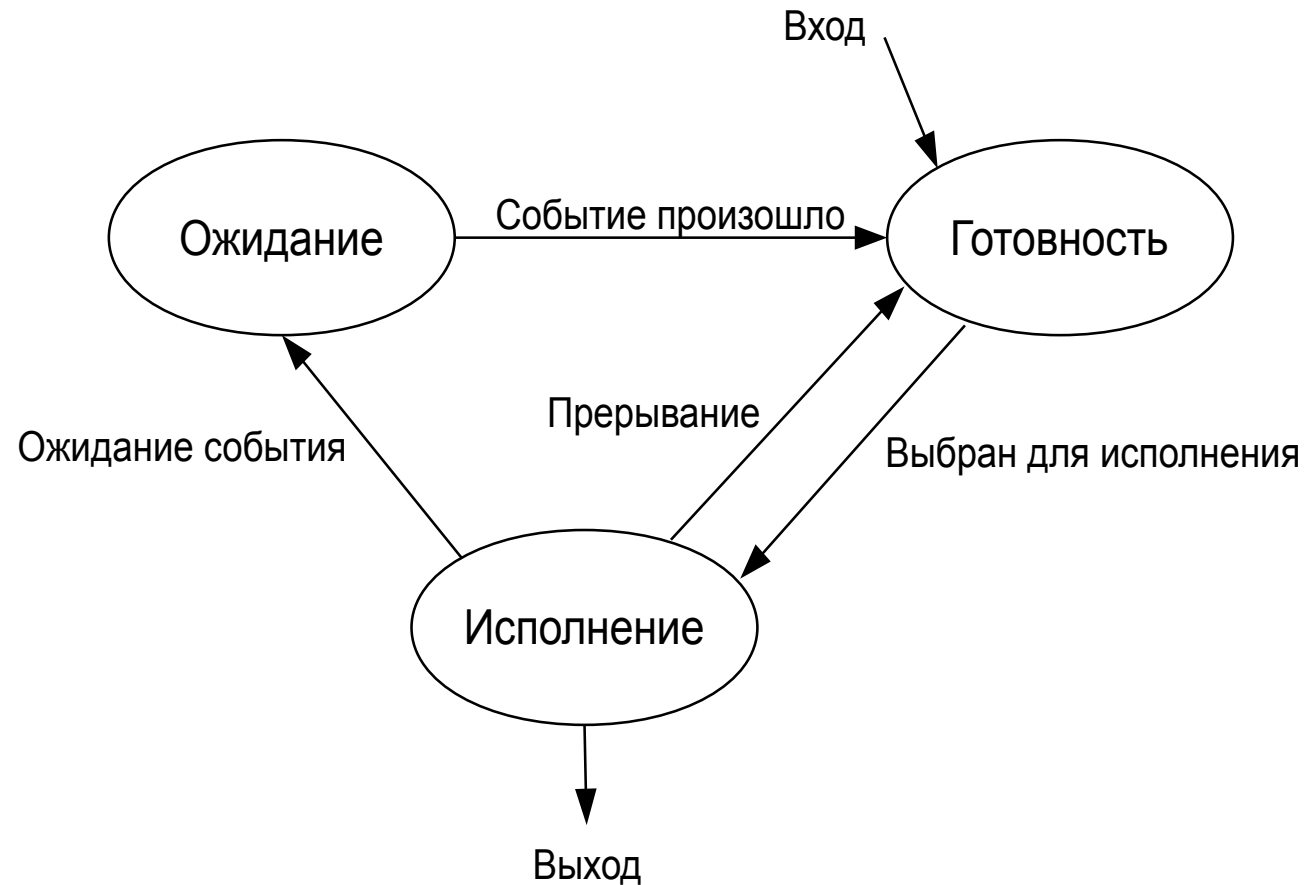 Вход
Событие произошло
Ожидание
Готовность
Прерывание
Ожидание события
Выбран для исполнения
Исполнение
Выход